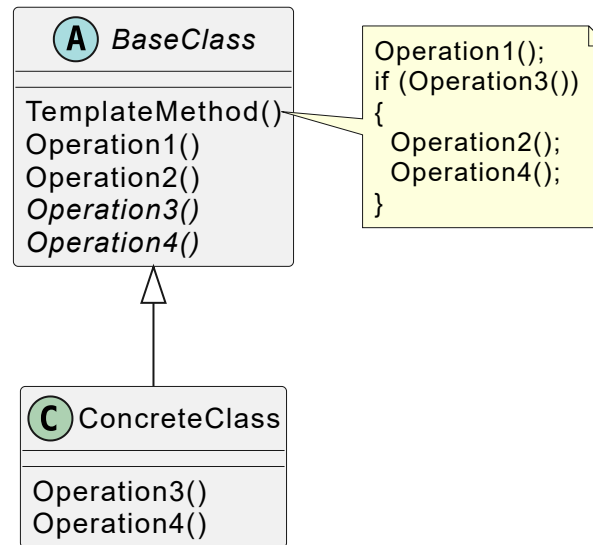 A BaseClass
TemplateMethod()
Operation1()
Operation2()
Operation3()
Operation4()
Operation1();
if (Operation3())
{
Operation2();
Operation4();
}
C ConcreteClass
Operation3()
Operation4()